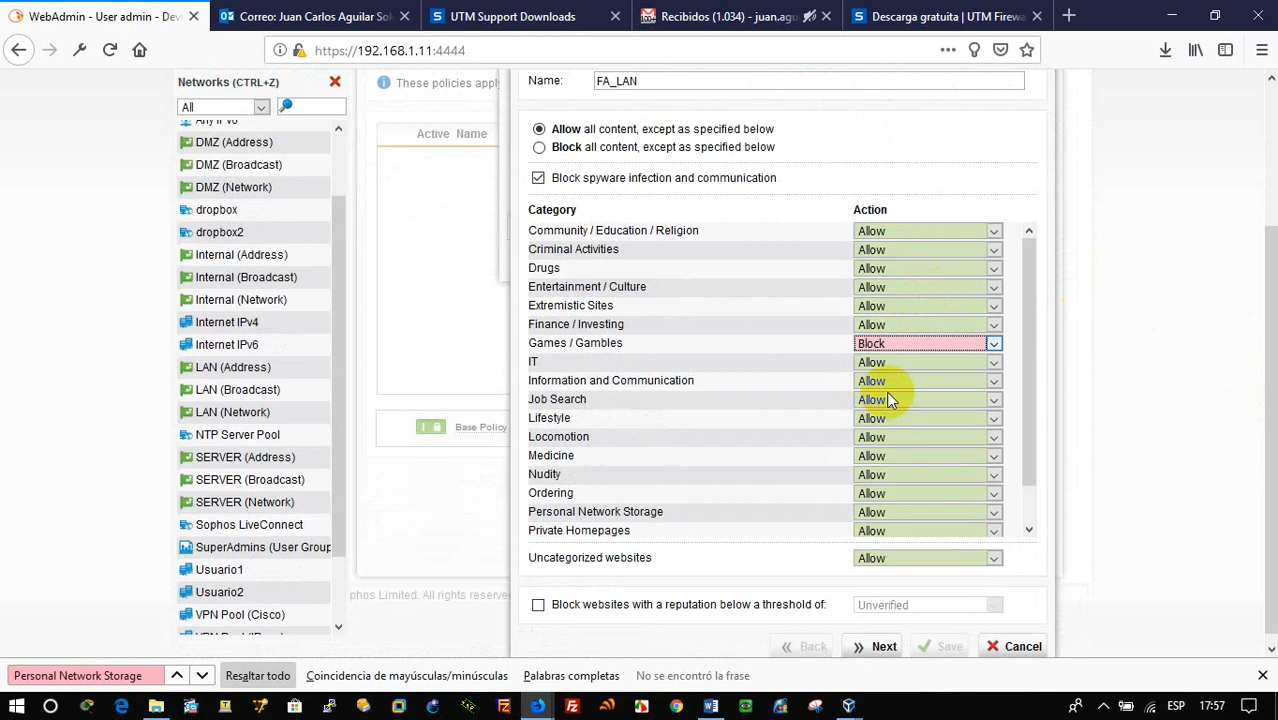 WebAdmin - User admin - Dev
Correo: Juan Carlos Aguilar So
UTM Support Downloads
Recibidos (1.034) - juan.agu
Descarga gratuita | UTM Firewa
https://192.168.1.11:4444
Networks (CTRL+Z)
All
Any IPv6
DMZ (Address)
DMZ (Broadcast)
DMZ (Network)
dropbox
dropbox2
Internal (Address)
Internal (Broadcast)
Internal (Network)
Internet IPv4
Internet IPv6
LAN (Address)
LAN (Broadcast)
LAN (Network)
NTP Server Pool
SERVER (Address)
SERVER (Broadcast)
SERVER (Network)
Sophos LiveConnect
SuperAdmins (User Group
Usuario1
Usuario2
VPN Pool (Cisco)
These policies apply
Active Name
Base Policy
phos Limited. All rights reserve
Name: FA_LAN
Allow all content, except as specified below
Block all content, except as specified below
Block spyware infection and communication
Category Action
Community / Education / Religion Allow
Criminal Activities Allow
Drugs Allow
Entertainment / Culture Allow
Extremistic Sites Allow
Finance / Investing Allow
Games / Gambles Block
IT Allow
Information and Communication Allow
Job Search Allow
Lifestyle Allow
Locomotion Allow
Medicine Allow
Nudity Allow
Ordering Allow
Personal Network Storage Allow
Private Homepages Allow
Uncategorized websites Allow
Block websites with a reputation below a threshold of: Unverified
Back Next Save Cancel
Personal Network Storage Resaltar todo Coincidencia de mayúsculas/minúsculas Palabras completas No se encontró la frase
ESP 17:57